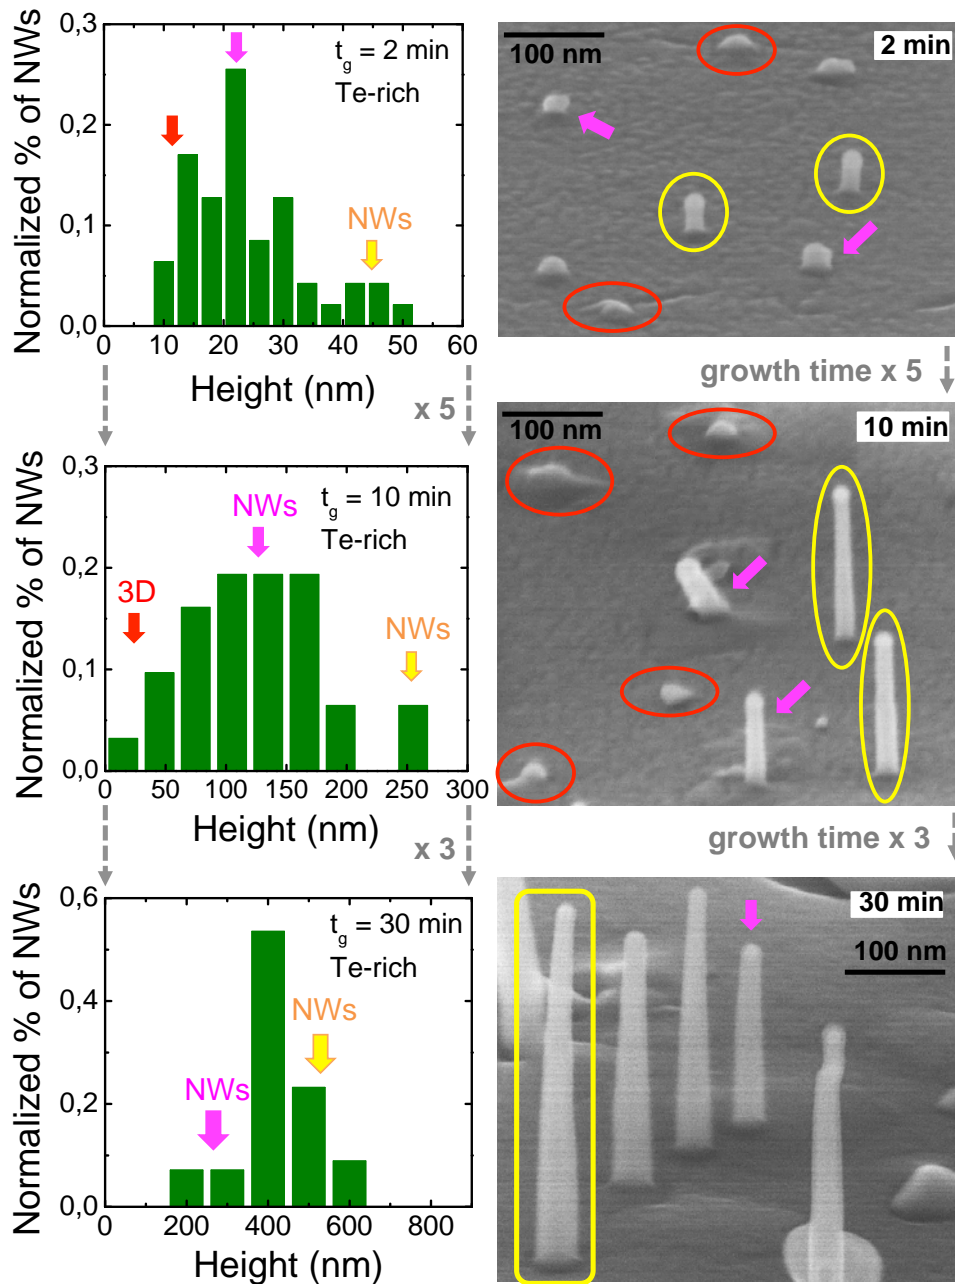 0,3
0,2
0,1
0,0
Normalized % of NWs
t_g = 2 min
Te-rich
NWs
0 10 20 30 40 50 60
Height (nm)
100 nm
2 min
x 5
growth time x 5
0,3
0,2
0,1
0,0
Normalized % of NWs
t_g = 10 min
Te-rich
NWs
3D
NWs
0 50 100 150 200 250 300
Height (nm)
100 nm
10 min
x 3
growth time x 3
0,6
0,4
0,2
0,0
Normalized % of NWs
t_g = 30 min
Te-rich
NWs
NWs
200 400 600 800
Height (nm)
30 min
100 nm